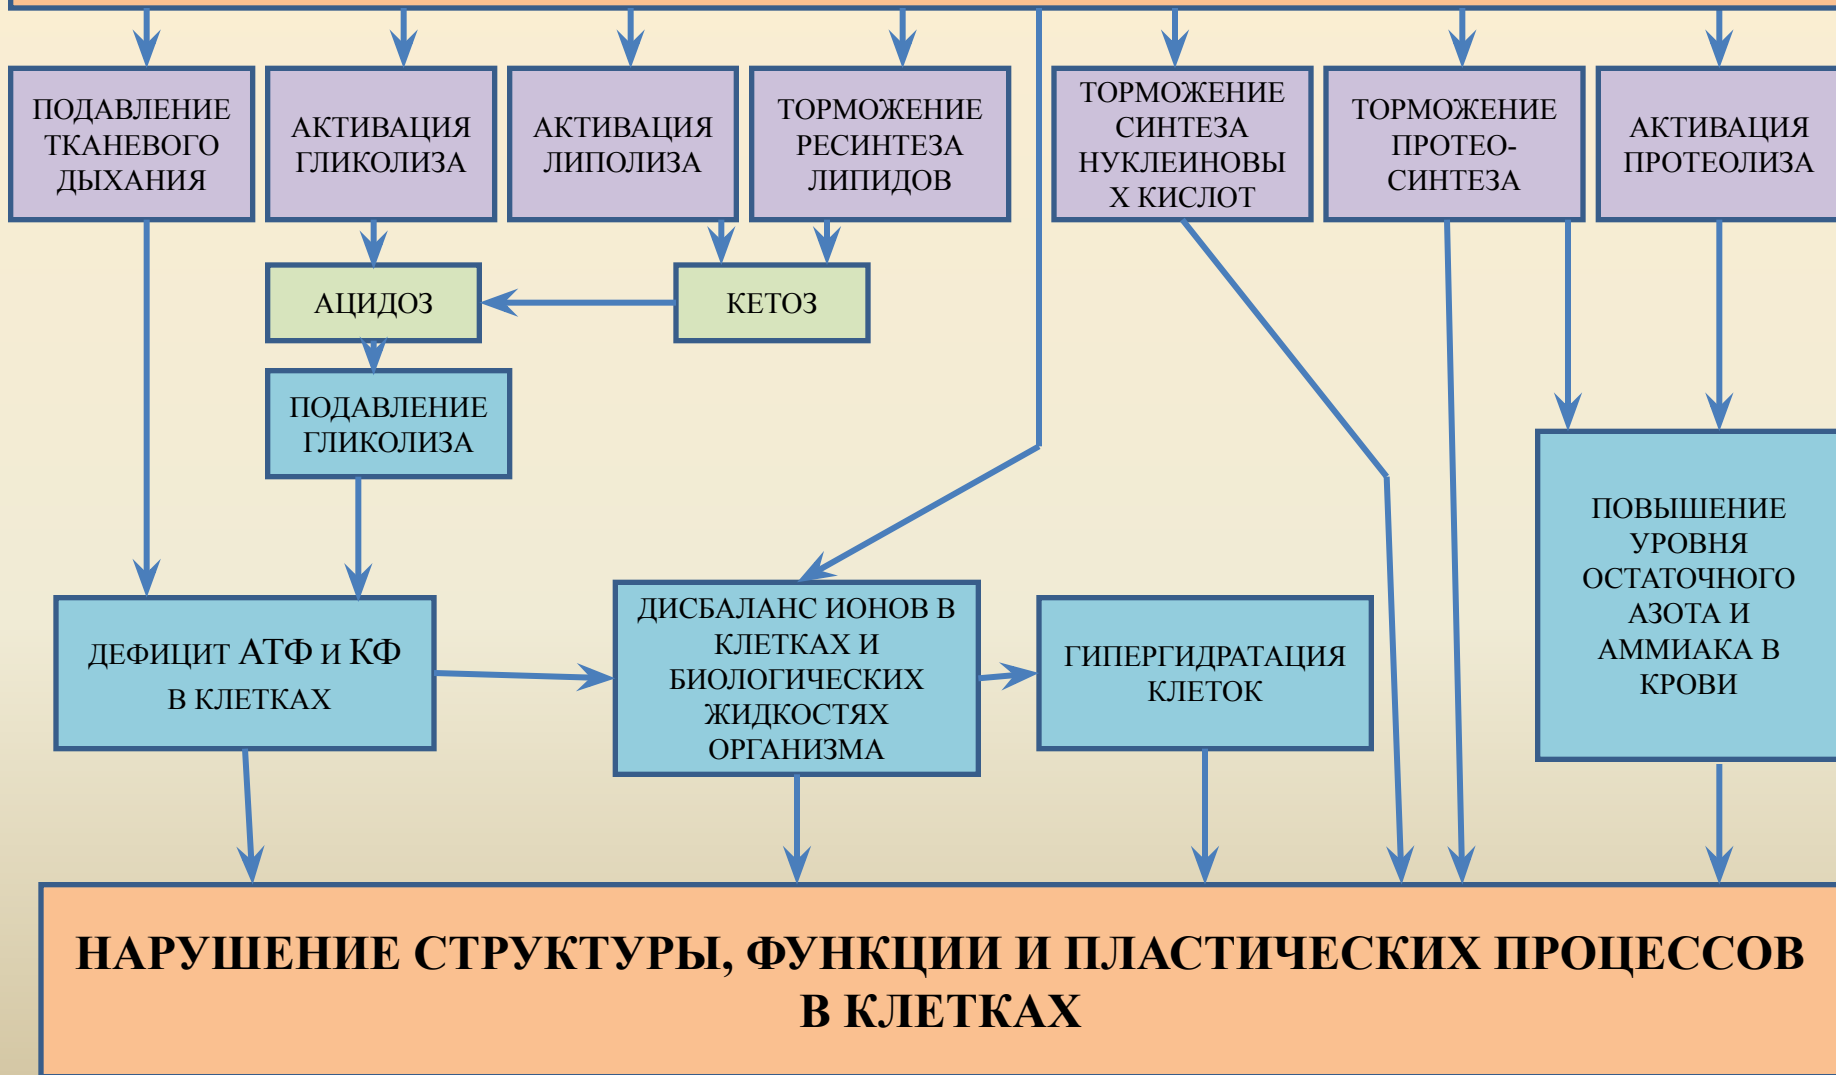 ПОДАВЛЕНИЕ
ТКАНЕВОГО
ДЫХАНИЯ
АКТИВАЦИЯ
ГЛИКОЛИЗА
АКТИВАЦИЯ
ЛИПОЛИЗА
ТОРМОЖЕНИЕ
РЕСИНТЕЗА
ЛИПИДОВ
ТОРМОЖЕНИЕ
СИНТЕЗА
НУКЛЕИНОВЫ
Х КИСЛОТ
ТОРМОЖЕНИЕ
ПРОТЕО-
СИНТЕЗА
АКТИВАЦИЯ
ПРОТЕОЛИЗА
АЦИДОЗ
КЕТОЗ
ПОДАВЛЕНИЕ
ГЛИКОЛИЗА
ДЕФИЦИТ АТФ И КФ
В КЛЕТКАХ
ДИСБАЛАНС ИОНОВ В
КЛЕТКАХ И
БИОЛОГИЧЕСКИХ
ЖИДКОСТЯХ
ОРГАНИЗМА
ГИПЕРГИДРАТАЦИЯ
КЛЕТОК
ПОВЫШЕНИЕ
УРОВНЯ
ОСТАТОЧНОГО
АЗОТА И
АММИАКА В
КРОВИ
НАРУШЕНИЕ СТРУКТУРЫ, ФУНКЦИИ И ПЛАСТИЧЕСКИХ ПРОЦЕССОВ
В КЛЕТКАХ